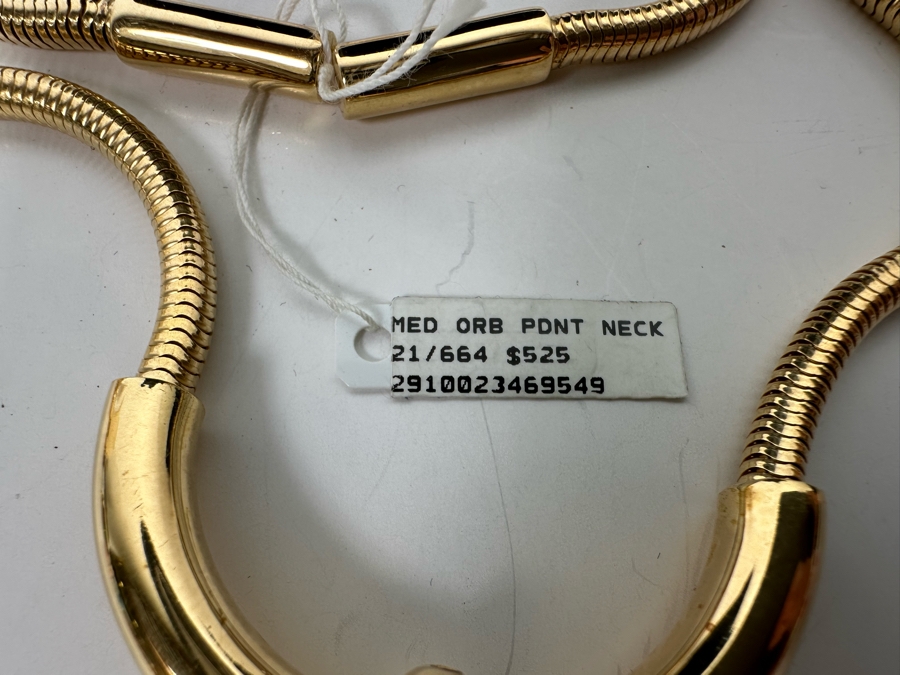 MED ORB PDNT NECK
21/664 $525
2910023469549